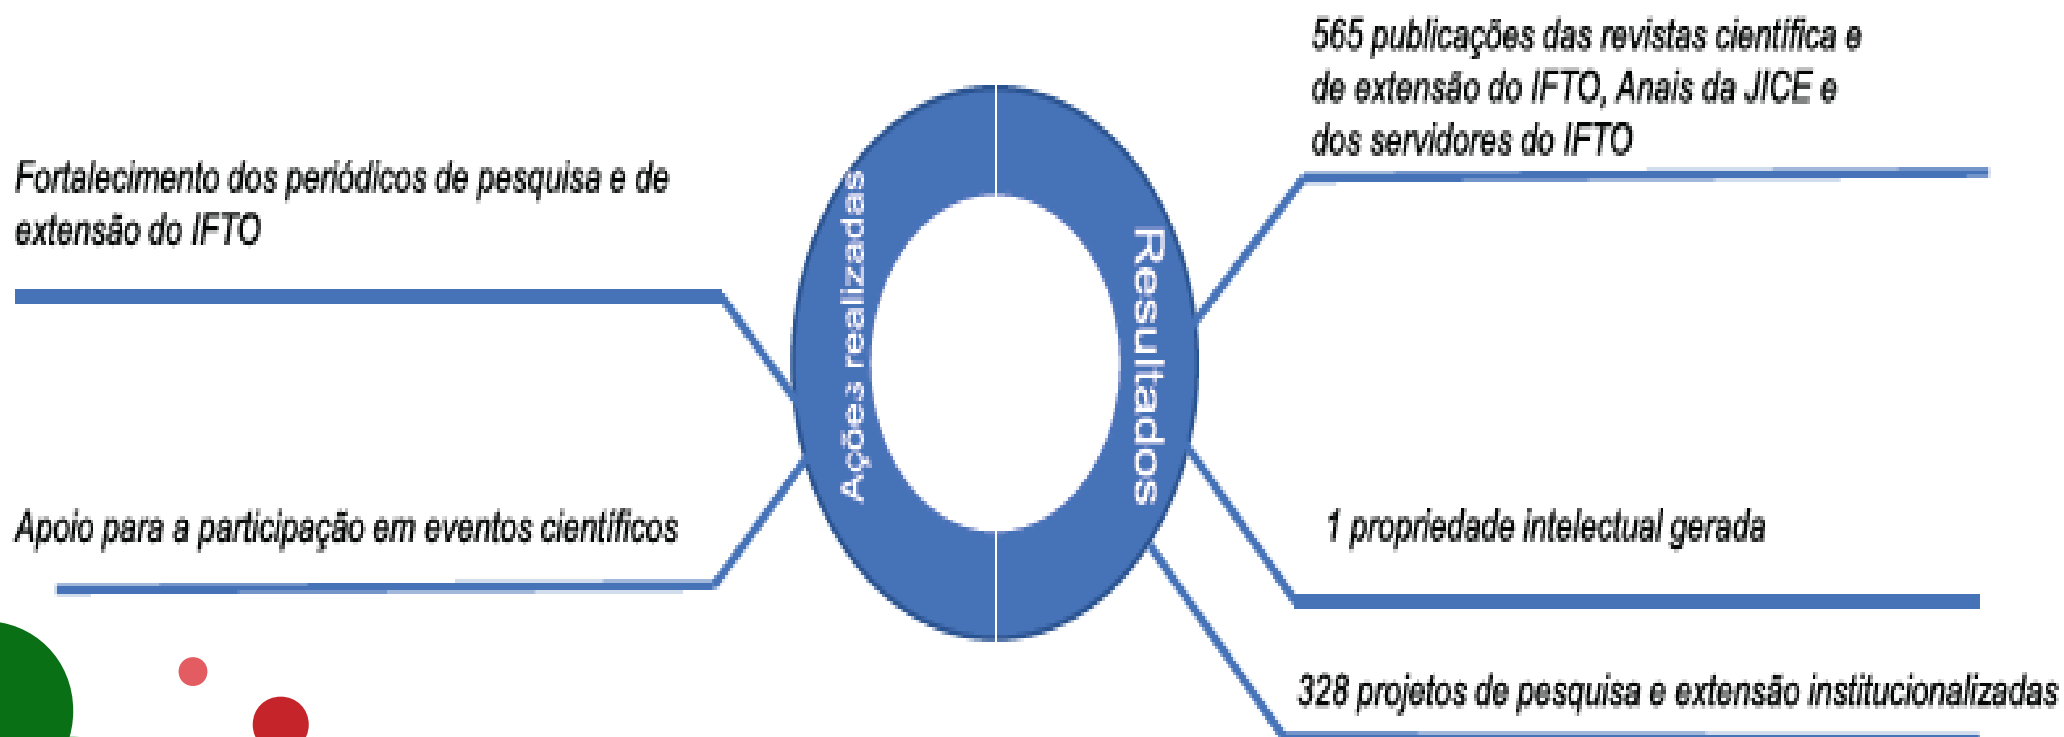 Fortalecimento dos periódicos de pesquisa e de
extensão do IFTO
Apoio para a participação em eventos científicos
Ações realizadas
Resultados
565 publicações das revistas científica e
de extensão do IFTO, Anais da JICE e
dos servidores do IFTO
1 propriedade intelectual gerada
328 projetos de pesquisa e extensão institucionalizadas